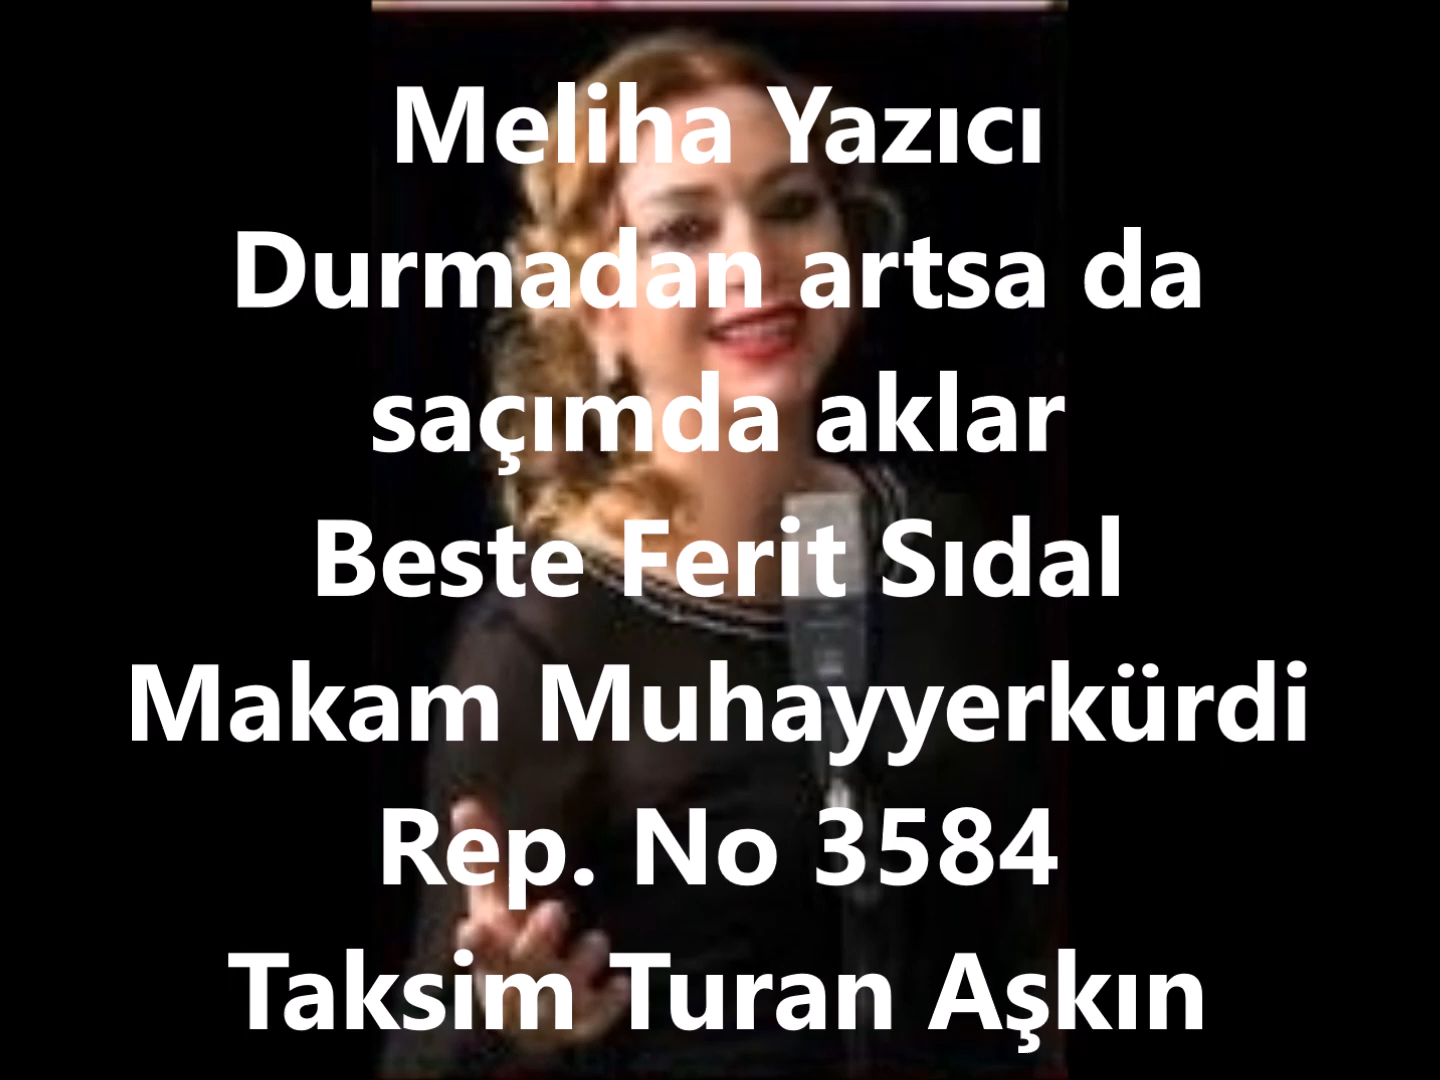 Meliha Yazıcı
Durmadan artsa da
saçımda aklar
Beste Ferit Sıdal
Makam Muhayyerkürdi
Rep. No 3584
Taksim Turan Aşkın